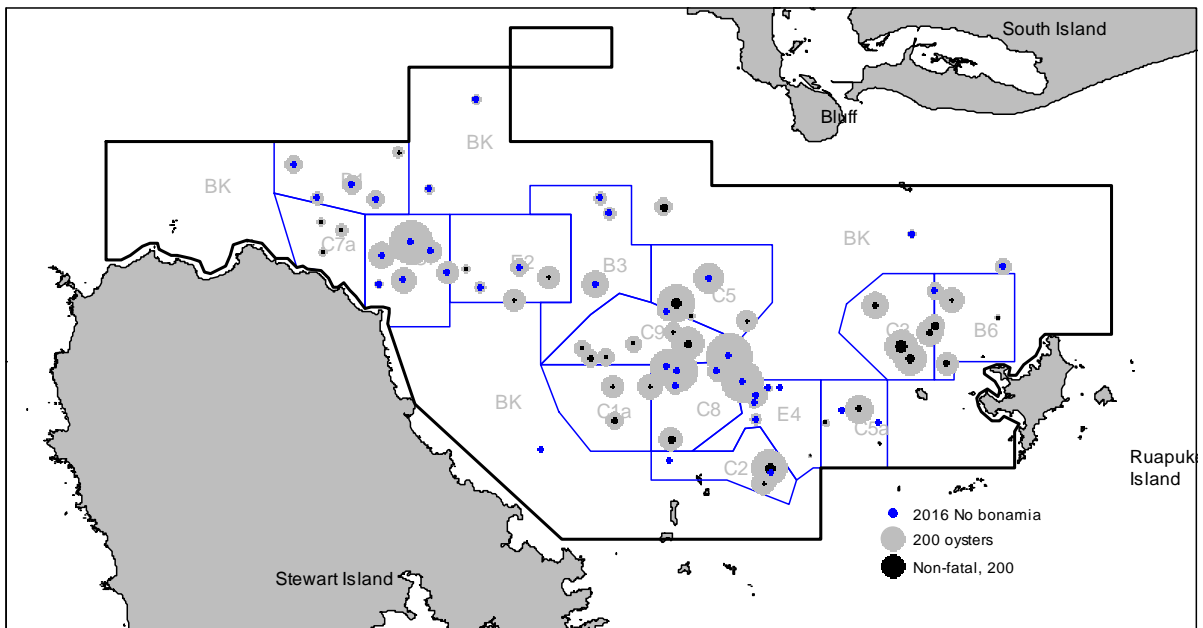 South Island
Bluff
BK
BK
B1
C7a
BK
E2
B3
C5
C9
C3
B6
BK
C1a
C8
E4
C5a
C2
Ruapuke
Island
2016 No bonamia
200 oysters
Non-fatal, 200
Stewart Island